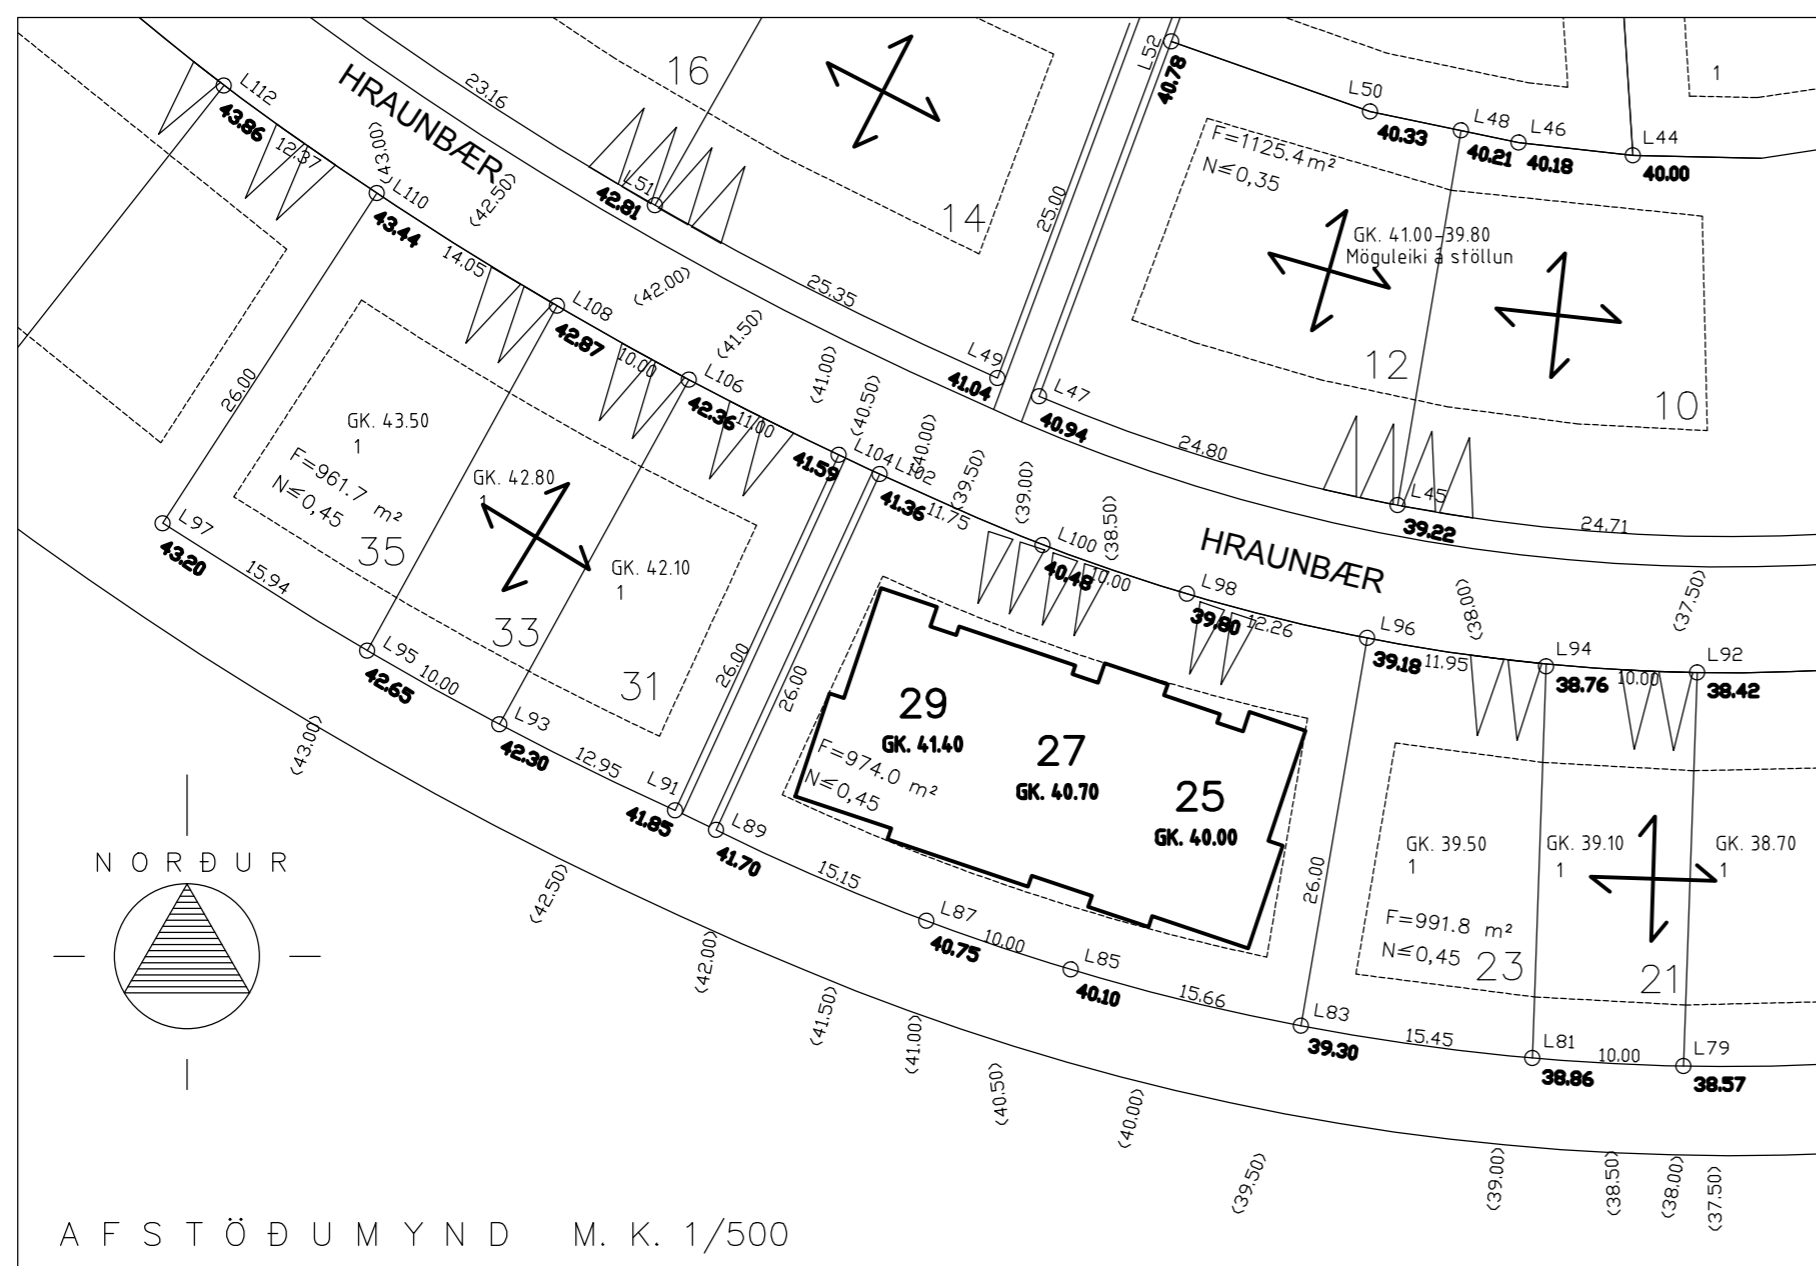 L112
43.86
12.37
(43.00)
HRAUNBÆR
(42.50)
L110
43.44
23.16
16
L51
42.81
14
L52
40.78
L50
40.33
L48
40.21
L46
40.18
L44
40.00
1
F=1125.4m²
N≤0,35
25.00
GK. 41.00-39.80
Möguleiki á stöllun
12
10
14.05
(42.00)
L108
42.87
10.00
(41.50)
L106
42.36
11.00
25.35
(41.00)
(40.50)
(40.00)
(39.50)
(39.00)
(38.50)
L49
41.04
L47
40.94
24.80
L45
39.22
24.71
26.00
GK. 43.50
1
F=961.7 m²
N≤0,45
35
GK. 42.80
1
33
GK. 42.10
1
31
41.59
L104
L102
41.36
11.75
L100
40.48
10.00
L98
39.80
12.26
HRAUNBÆR
L96
39.18
11.95
(38.00)
L94
38.76
10.00
(37.50)
L92
38.42
L97
43.20
15.94
L95
42.65
10.00
L93
42.30
12.95
L91
41.85
26.00
26.00
L89
41.70
15.15
29
GK. 41.40
F=974.0 m²
N≤0,45
27
GK. 40.70
25
GK. 40.00
26.00
L87
40.75
10.00
L85
40.10
15.66
L83
39.30
15.45
L81
38.86
10.00
L79
38.57
GK. 39.50
1
GK. 39.10
1
GK. 38.70
1
F=991.8 m²
N≤0,45
23
21
(43.00)
(42.50)
(42.00)
(41.50)
(41.00)
(40.50)
(40.00)
(39.50)
(39.00)
(38.50)
(38.00)
(37.50)
NORÐUR
AFSTÖÐUMYND M. K. 1/500